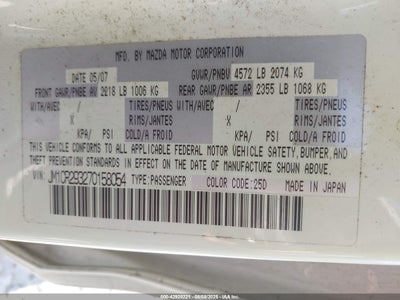 MFD. BY MAZDA MOTOR CORPORATION
DATE 05/07 GVWR/PNBV 4572 LB 2074 KG
FRONT GAWR/PNBE AV 2218 LB 1006 KG REAR GAWR/PNBE AR 2355 LB 1068 KG
WITH/AVEC / TIRES/PNEUS WITH/AVEC / TIRES/PNEUS
X RIMS/JANTES X RIMS/JANTES
KPA/ PSI COLD/A FROID KPA/ PSI COLD/A FROID
THIS VEHICLE CONFORMS TO ALL APPLICABLE FEDERAL MOTOR VEHICLE SAFETY, BUMPER, AND
THEFT PREVENTION STANDARDS IN EFFECT ON THE DATE OF MANUFACTURE SHOWN ABOVE.
VIN: JM1CR293270158054 TYPE:PASSENGER COLOR CODE:25D MADE IN JAPAN